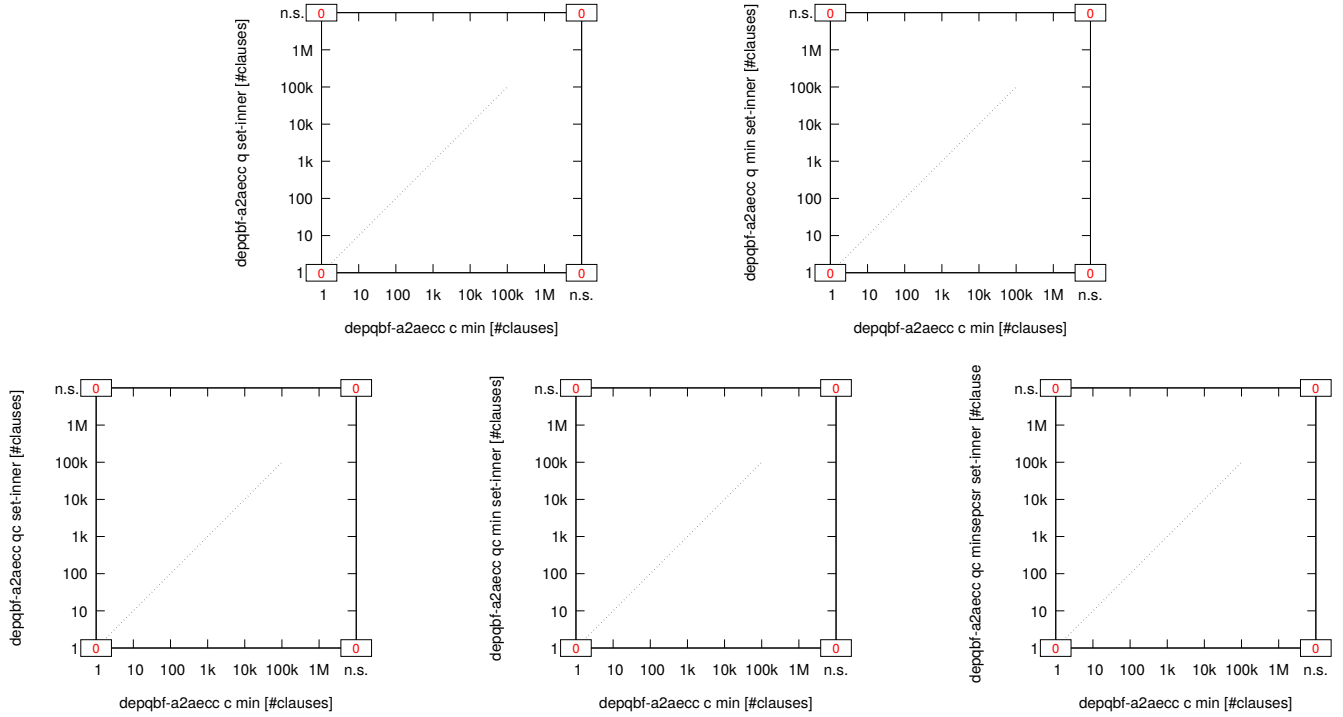 depqbf-a2aecc q set-inner [#clauses]
n.s. 0 0
1M
100k
10k
1k
100
10
1 0 0
1 10 100 1k 10k 100k 1M n.s.
depqbf-a2aecc c min [#clauses]
depqbf-a2aecc q min set-inner [#clauses]
n.s. 0 0
1M
100k
10k
1k
100
10
1 0 0
1 10 100 1k 10k 100k 1M n.s.
depqbf-a2aecc c min [#clauses]
depqbf-a2aecc qc set-inner [#clauses]
n.s. 0 0
1M
100k
10k
1k
100
10
1 0 0
1 10 100 1k 10k 100k 1M n.s.
depqbf-a2aecc c min [#clauses]
depqbf-a2aecc qc min set-inner [#clauses]
n.s. 0 0
1M
100k
10k
1k
100
10
1 0 0
1 10 100 1k 10k 100k 1M n.s.
depqbf-a2aecc c min [#clauses]
depqbf-a2aecc qc minsepcsr set-inner [#clause
n.s. 0 0
1M
100k
10k
1k
100
10
1 0 0
1 10 100 1k 10k 100k 1M n.s.
depqbf-a2aecc c min [#clauses]